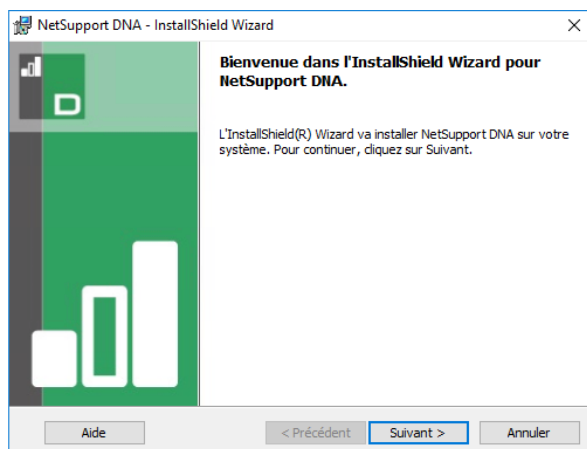 NetSupport DNA - InstallShield Wizard
D
Bienvenue dans l'InstallShield Wizard pour
NetSupport DNA.
L'InstallShield(R) Wizard va installer NetSupport DNA sur votre
système. Pour continuer, cliquez sur Suivant.
Aide
< Précédent
Suivant >
Annuler